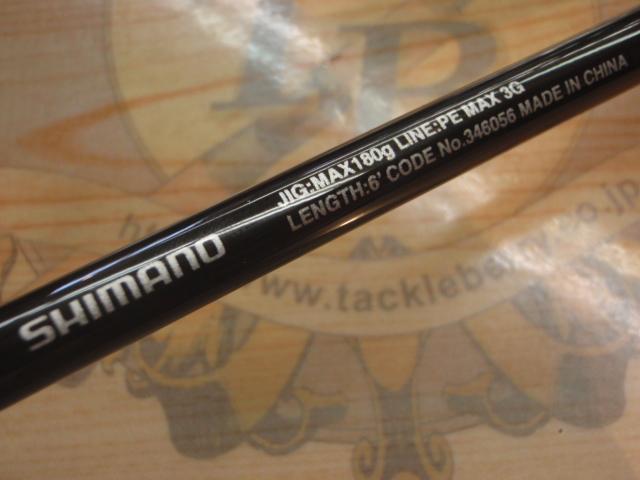 JIG:MAX180g LINE:PE MAX 3G
LENGTH:6' CODE No.346056 MADE IN CHINA
SHIMANO
www.tackleberry.co.jp